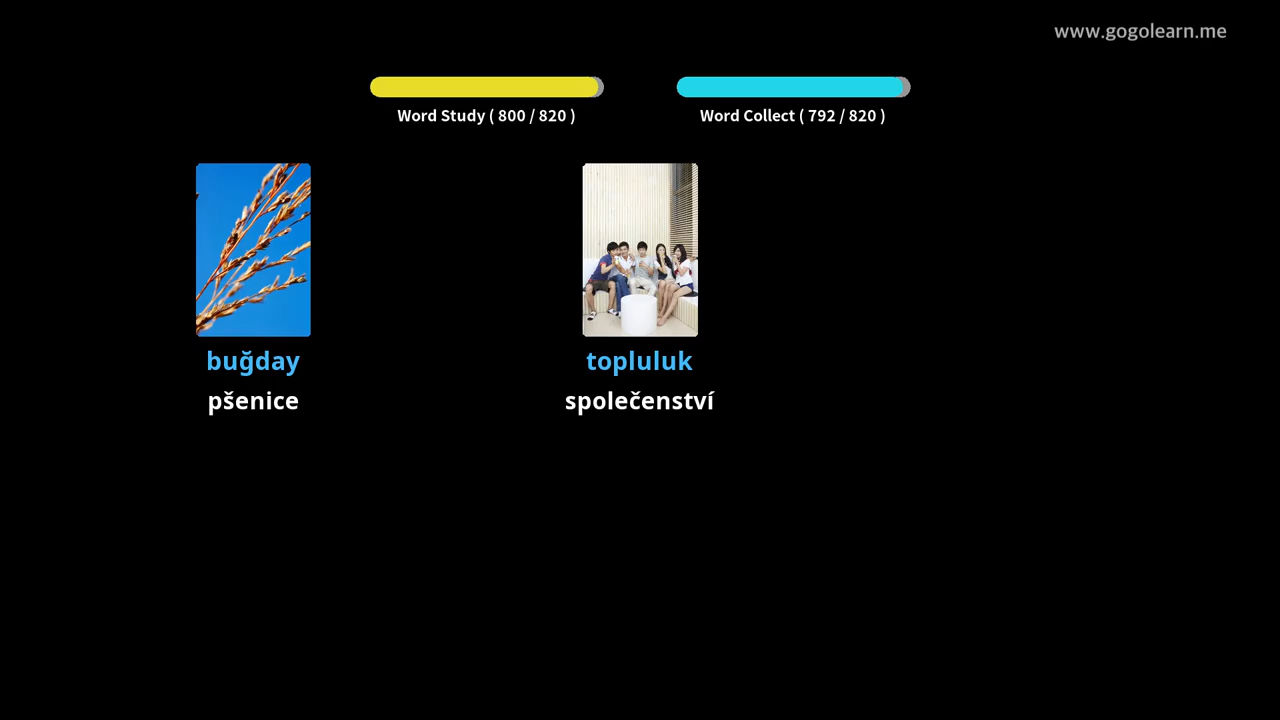 www.gogolearn.me
Word Study ( 800 / 820 )
Word Collect ( 792 / 820 )
buğday
topluluk
pšenice
společenství